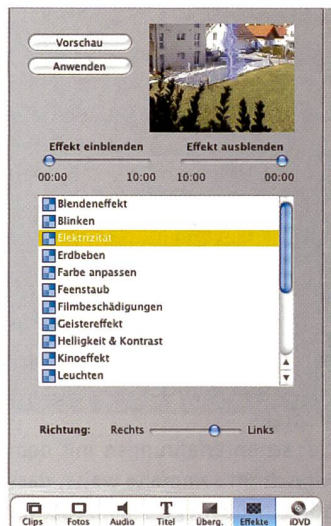 Vorschau
Anwenden
Effekt einblenden Effekt ausblenden
00:00 10:00 10:00 00:00
Blendeneffekt
Blinken
Elektrizität
Erdbeben
Farbe anpassen
Feenstaub
Filmbeschädigungen
Geistereffekt
Helligkeit & Kontrast
Kinoeffekt
Leuchten
Richtung: Rechts Links
Clips Fotos Audio Titel Überg. Effekte iDVD